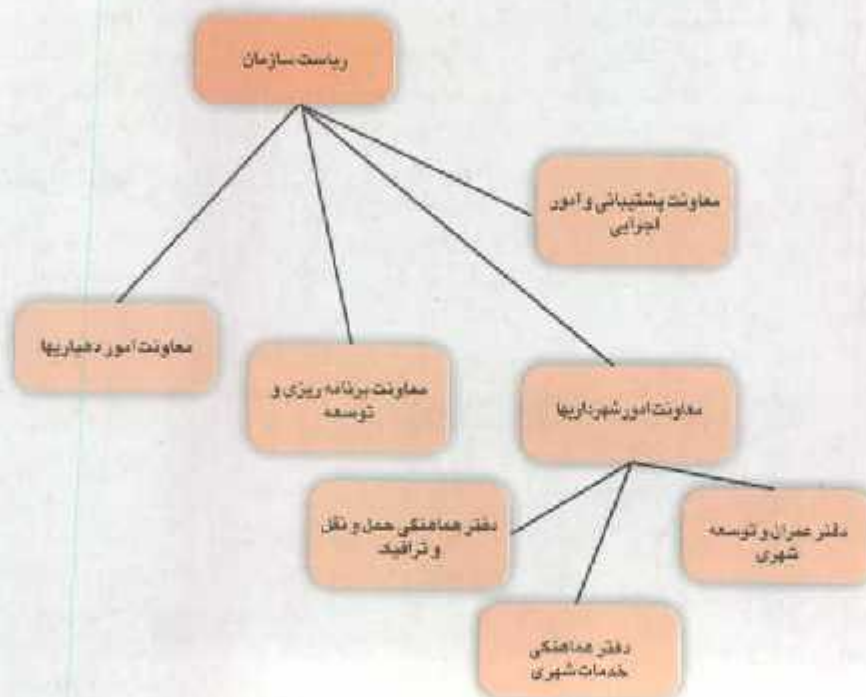 ریاست سازمان
معاونت پشتیبانی و امور
اجرایی
معاونت امور دهیاریها
معاونت برنامه ریزی و
توسعه
معاونت امور شهرداریها
دفتر هماهنگی حمل و نقل
و ترافیک
دفتر عمران و توسعه
شهری
دفتر هماهنگی
خدمات شهری